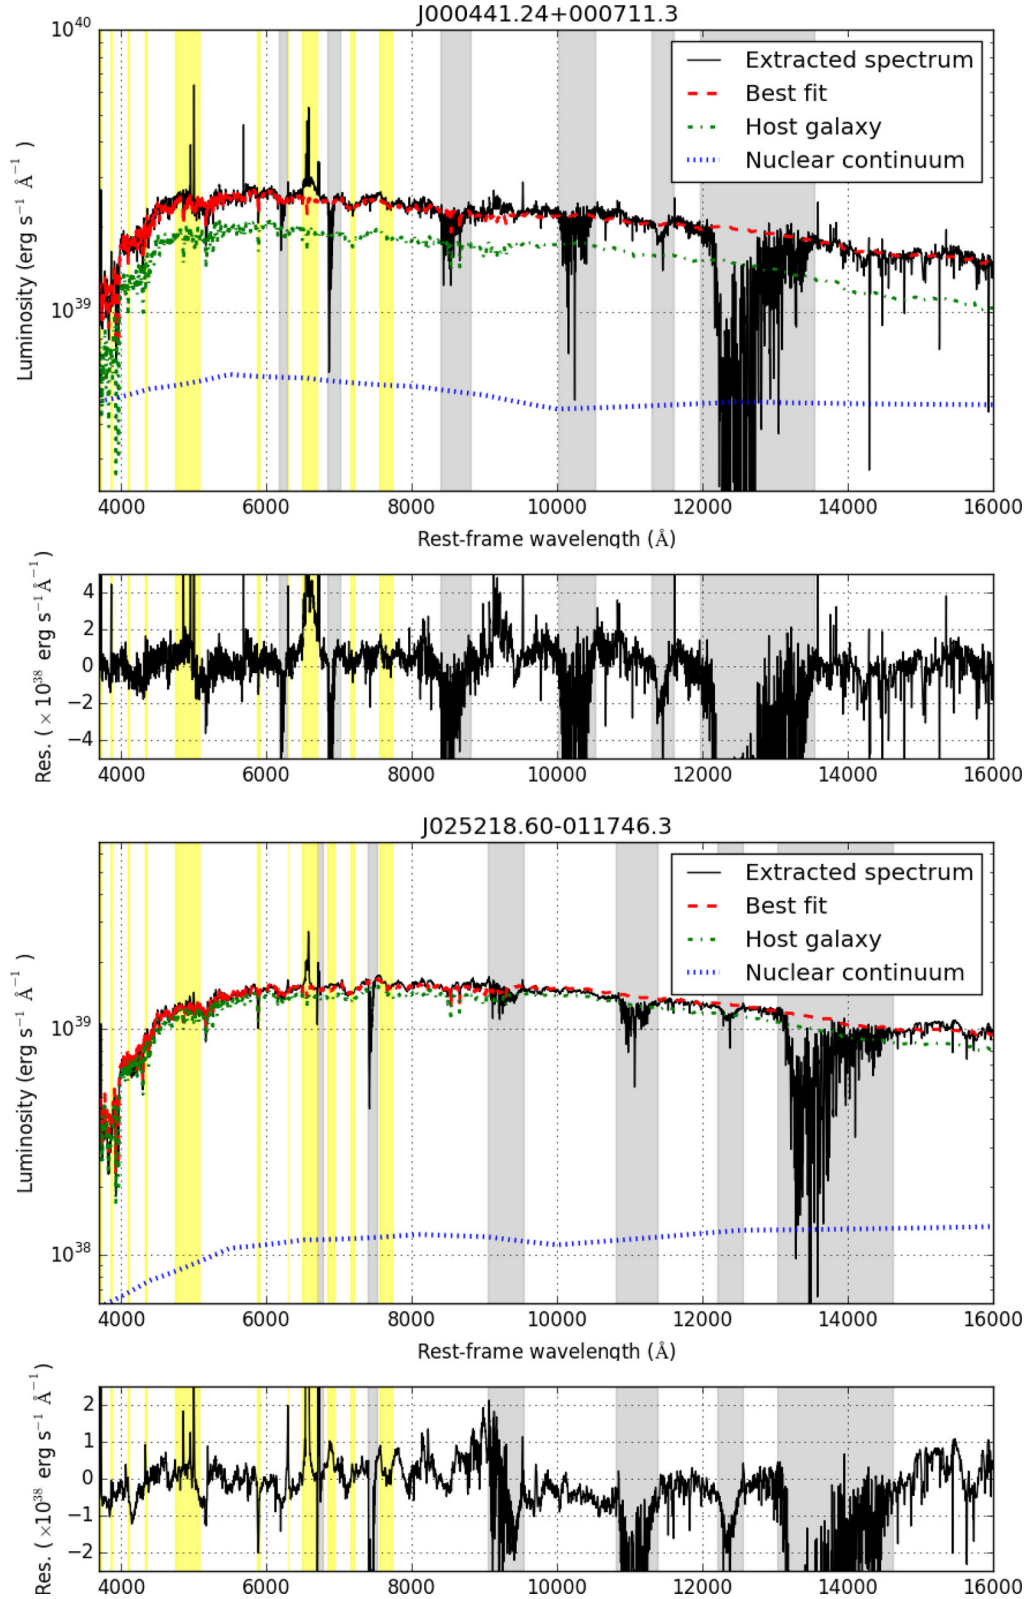 J000441.24+000711.3
10^40
Extracted spectrum
Best fit
Host galaxy
Nuclear continuum
Luminosity (erg s^−1 Å^−1 )
10^39
4000 6000 8000 10000 12000 14000 16000
Rest-frame wavelength (Å)
Res. ( × 10^38 erg s^−1 Å^−1)
4
2
0
−2
−4
4000 6000 8000 10000 12000 14000 16000
J025218.60-011746.3
Extracted spectrum
Best fit
Host galaxy
Nuclear continuum
Luminosity (erg s^−1 Å^−1 )
10^39
10^38
4000 6000 8000 10000 12000 14000 16000
Rest-frame wavelength (Å)
Res. ( ×10^38 erg s^−1 Å^−1)
2
1
0
−1
−2
4000 6000 8000 10000 12000 14000 16000